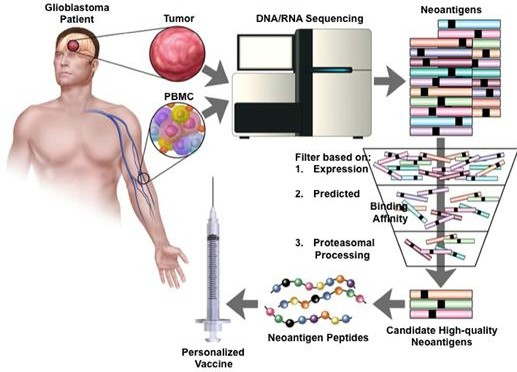 Glioblastoma
Patient
Tumor
PBMC
DNA/RNA Sequencing
Neoantigens
Filter based on:
1. Expression
2. Predicted
Binding
Affinity
3. Proteasomal
Processing
Candidate High-quality
Neoantigens
Neoantigen Peptides
Personalized
Vaccine